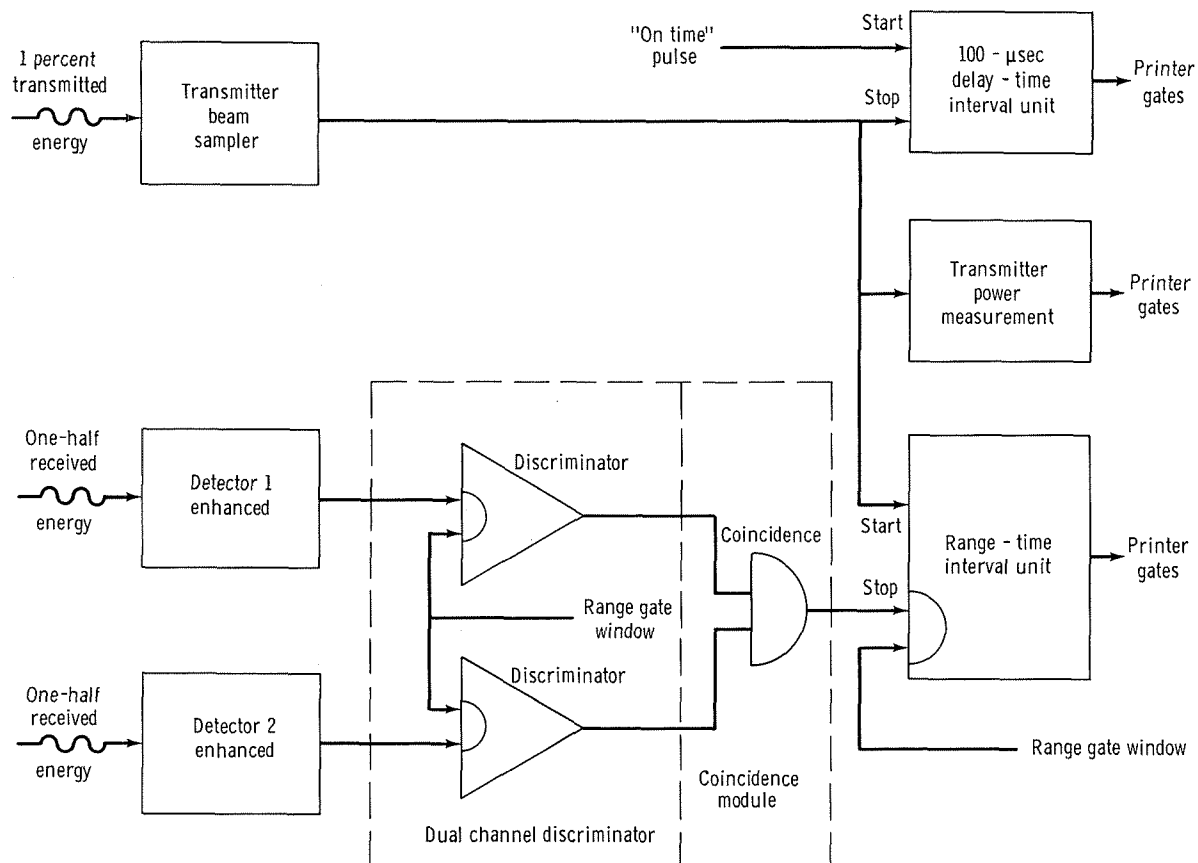 1 percent
transmitted
energy
Transmitter
beam
sampler
"On time"
pulse
Start
Stop
100 - μsec
delay - time
interval unit
Printer
gates
Transmitter
power
measurement
Printer
gates
One-half
received
energy
Detector 1
enhanced
Discriminator
Coincidence
Start
Stop
Range - time
interval unit
Printer
gates
Range gate
window
One-half
received
energy
Detector 2
enhanced
Discriminator
Range gate window
Coincidence
module
Dual channel discriminator